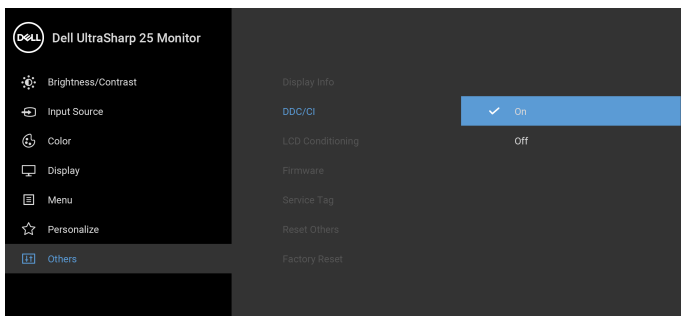 DELL
Dell UltraSharp 25 Monitor
Brightness/Contrast
Input Source
Color
Display
Menu
Personalize
Others
Display Info
DDC/CI
LCD Conditioning
Firmware
Service Tag
Reset Others
Factory Reset
On
Off